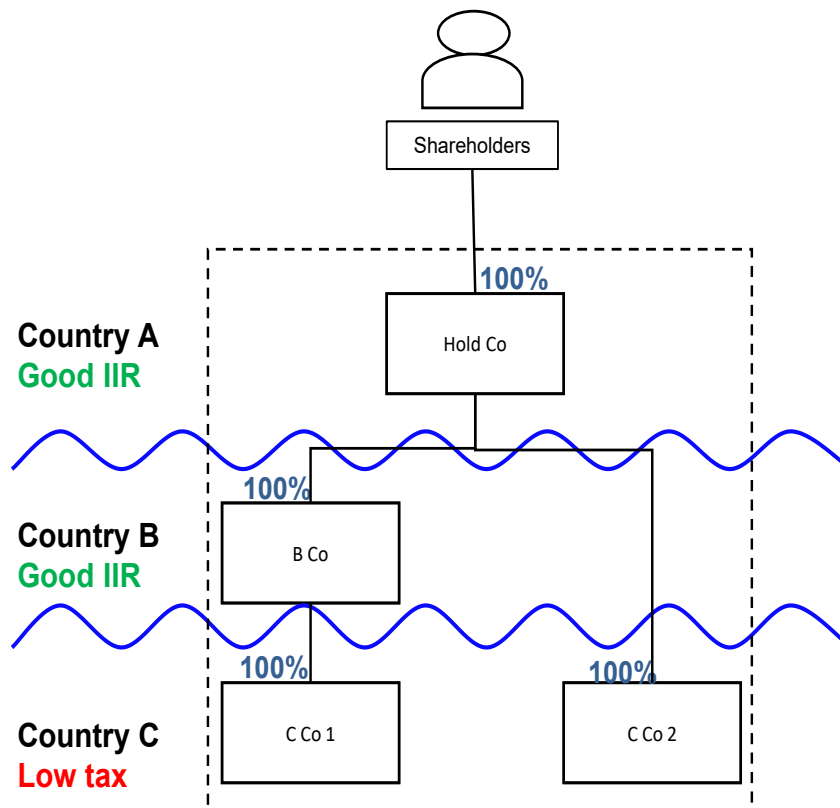 Shareholders
100%
Country A
Good IIR
Hold Co
100%
Country B
Good IIR
B Co
100%
100%
Country C
Low tax
C Co 1
C Co 2